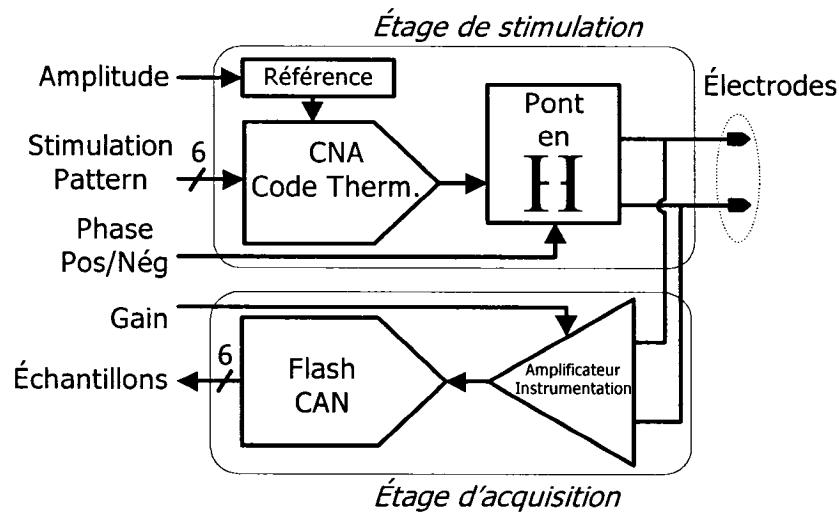 Étage de stimulation
Amplitude
Référence
Électrodes
Stimulation
Pattern
6
CNA
Code Therm.
Pont
en
H
Phase
Pos/Nég
Gain
Échantillons
6
Flash
CAN
Amplificateur
Instrumentation
Étage d'acquisition